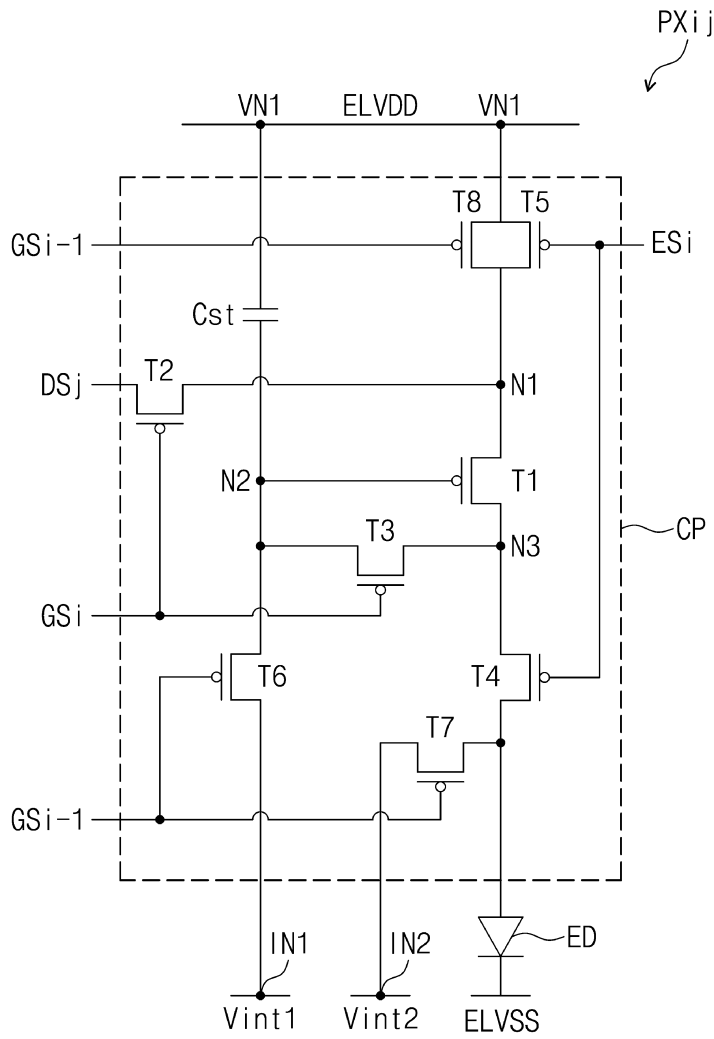 PXij
VN1 ELVDD VN1
T8 T5
GSi-1 ESi
Cst
T2
DSj N1
N2 T1
T3
N3 CP
GSi
T6 T4
T7
GSi-1
ED
IN1 IN2
Vint1 Vint2 ELVSS